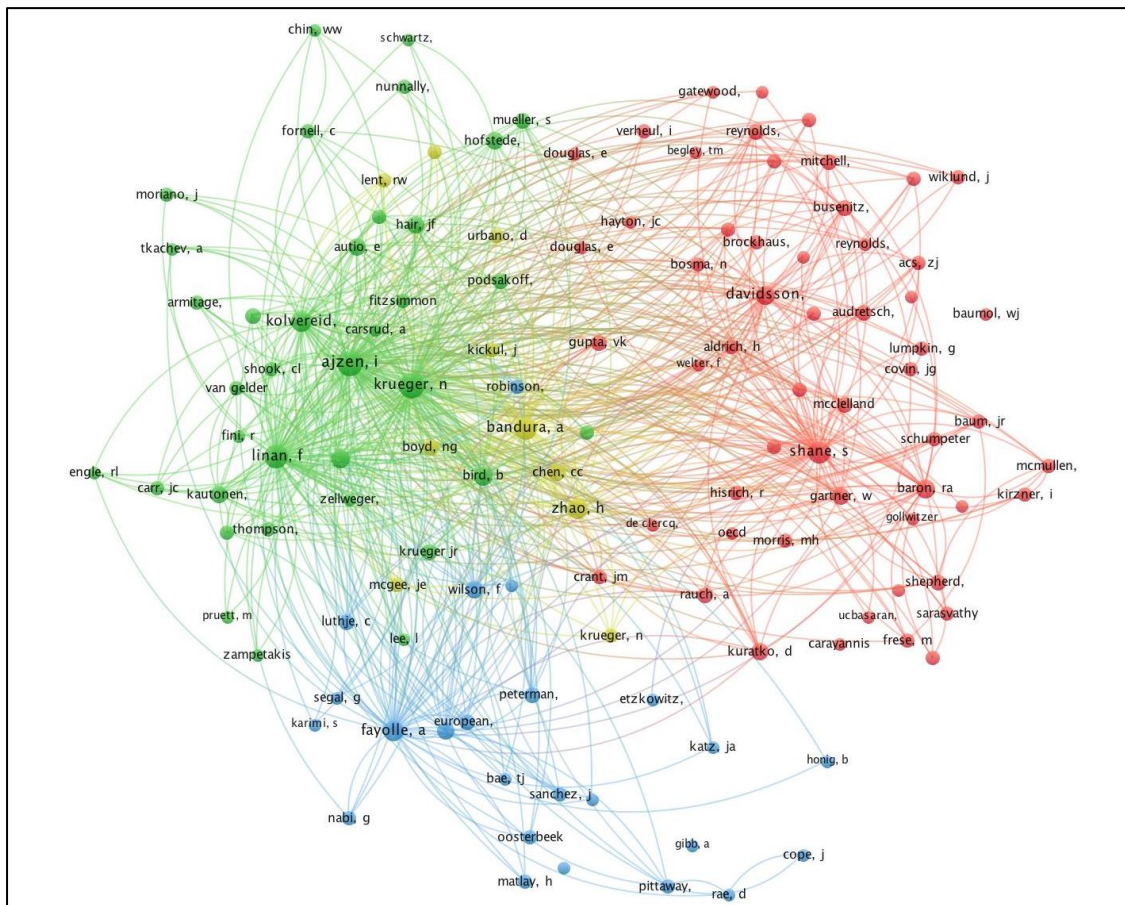 chin, ww
schwartz,
nunnally,
gatewood,
mueller, s
fornell, c
hofstede,
verheul, i
reynolds,
begley, tm
douglas, e
mitchell,
lent, rw
wiklund, j
moriano, j
busenitz,
hair, jf
hayton, jc
urbano, d
tkachev, a
autio, e
douglas, e
brockhaus,
reynolds,
bosma, n
acs, zj
podsakoff,
armitage,
fitzsimmon
davidsson,
audretsch,
baumol, wj
kolvereid,
carsrud, a
gupta, vk
aldrich, h
lumpkin, g
kickul, j
ajzen, i
welter, f
covin, jg
shook, cl
krueger, n
robinson,
van gelder
mcclelland
baum, jr
bandura, a
fini, r
schumpeter
boyd, ng
linan, f
shane, s
mcmullen,
engle, rl
bird, b
chen, cc
carr, jc
kautonen,
zellweger,
hisrich, r
gartner, w
baron, ra
kirzner, i
zhao, h
gollwitzer
de clercq,
thompson,
oecd
morris, mh
krueger jr
crant, jm
mcgee, je
wilson, f
shepherd,
rauch, a
pruett, m
luthje, c
ucbasaran,
sarasvathy
lee, l
krueger, n
carayannis
frese, m
zampetakis
kuratko, d
segal, g
peterman,
etzkowitz,
karimi, s
european,
fayolle, a
katz, ja
honig, b
bae, tj
sanchez, j
nabi, g
oosterbeek
gibb, a
cope, j
matlay, h
pittaway,
rae, d